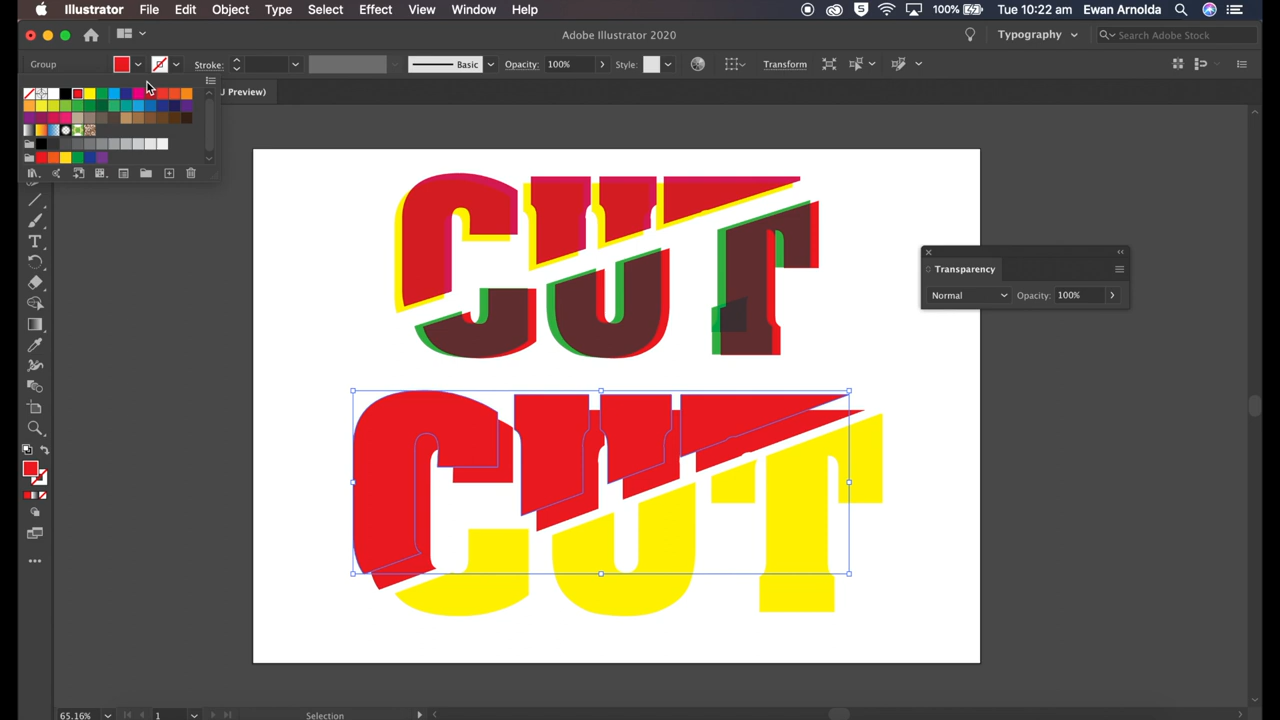 Illustrator File Edit Object Type Select Effect View Window Help 100% Tue 10:22 am Ewan Arnolda
Adobe Illustrator 2020 Typography Search Adobe Stock
Group Stroke: Basic Opacity: 100% Style: Transform
Preview)
CUT
Transparency
Normal Opacity: 100%
CUT
65.16% 1 Selection